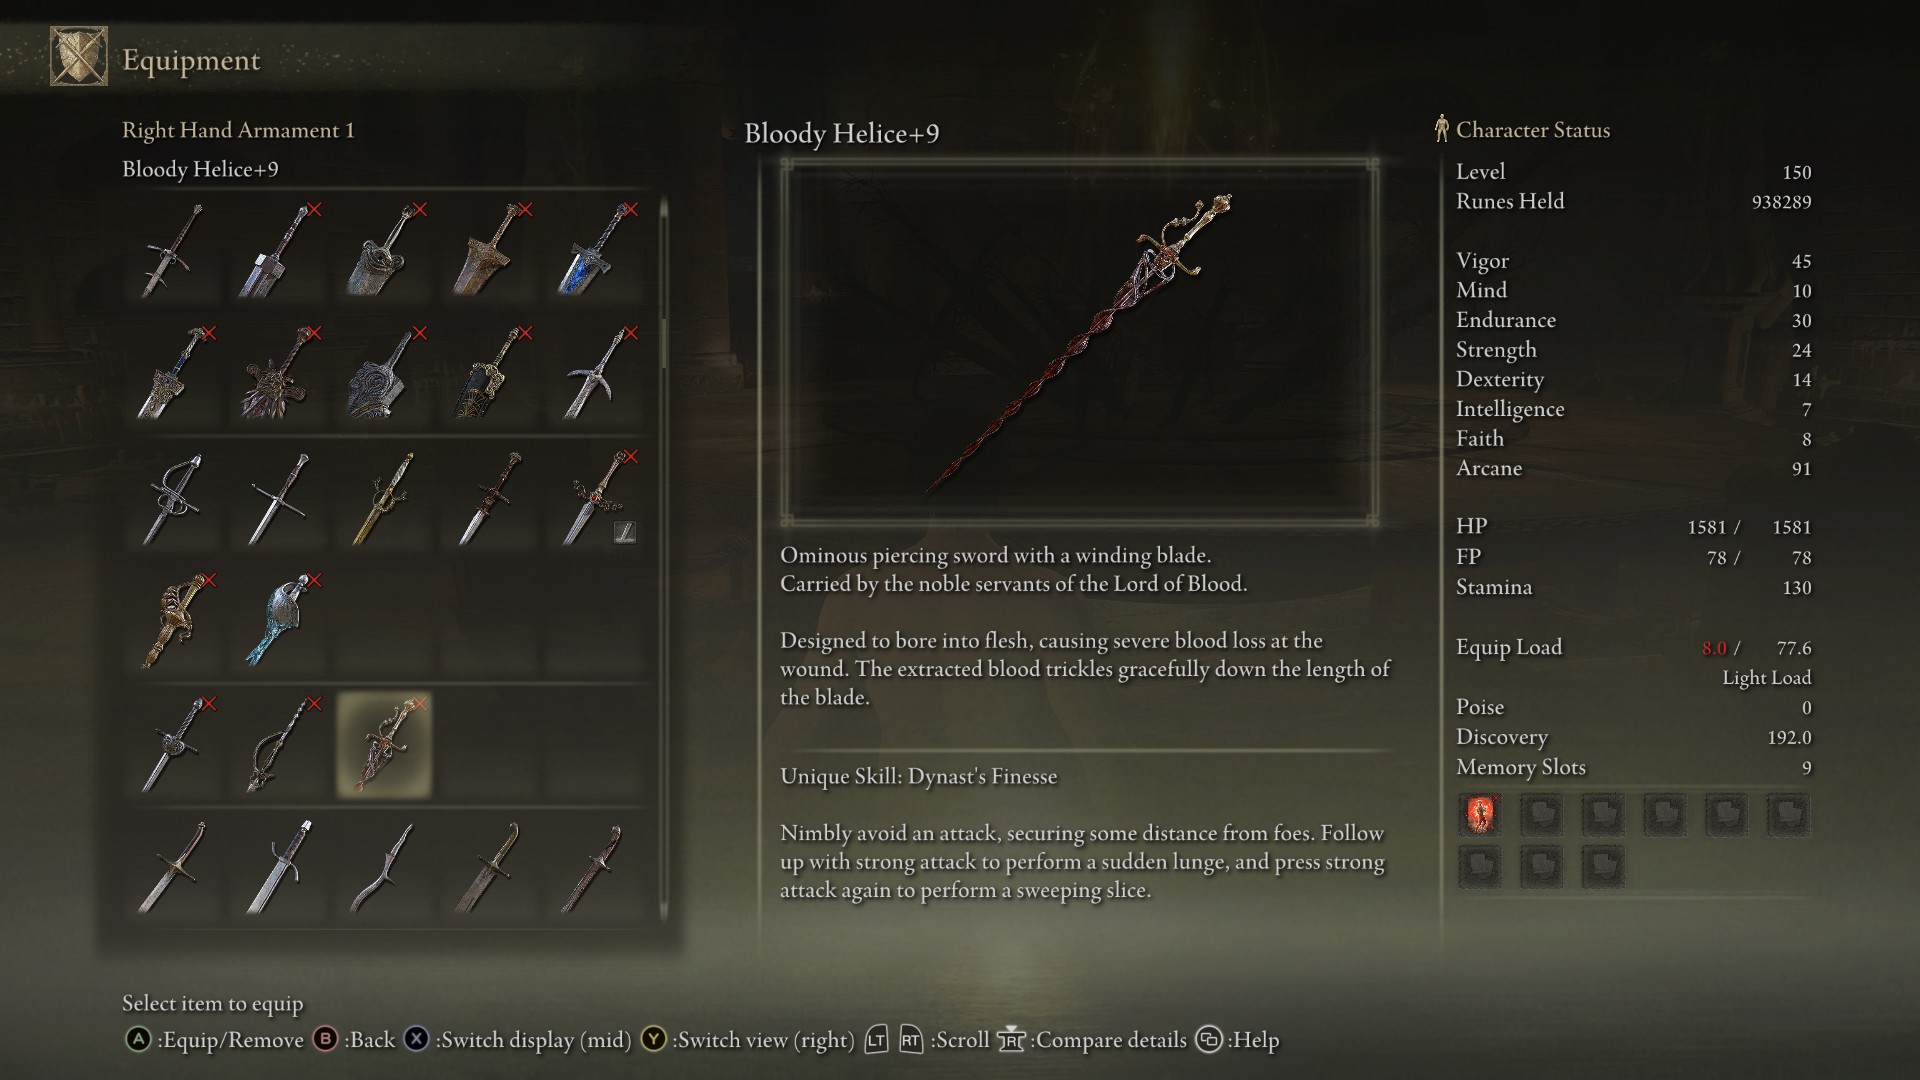 Equipment
Right Hand Armament 1
Bloody Helice+9
Bloody Helice+9
Ominous piercing sword with a winding blade.
Carried by the noble servants of the Lord of Blood.
Designed to bore into flesh, causing severe blood loss at the
wound. The extracted blood trickles gracefully down the length of
the blade.
Unique Skill: Dynast's Finesse
Nimbly avoid an attack, securing some distance from foes. Follow
up with strong attack to perform a sudden lunge, and press strong
attack again to perform a sweeping slice.
Character Status
Level 150
Runes Held 938289
Vigor 45
Mind 10
Endurance 30
Strength 24
Dexterity 14
Intelligence 7
Faith 8
Arcane 91
HP 1581 / 1581
FP 78 / 78
Stamina 130
Equip Load 8.0 / 77.6
Light Load
Poise 0
Discovery 192.0
Memory Slots 9
Select item to equip
A :Equip/Remove B :Back X :Switch display (mid) Y :Switch view (right) LT RT :Scroll R :Compare details :Help